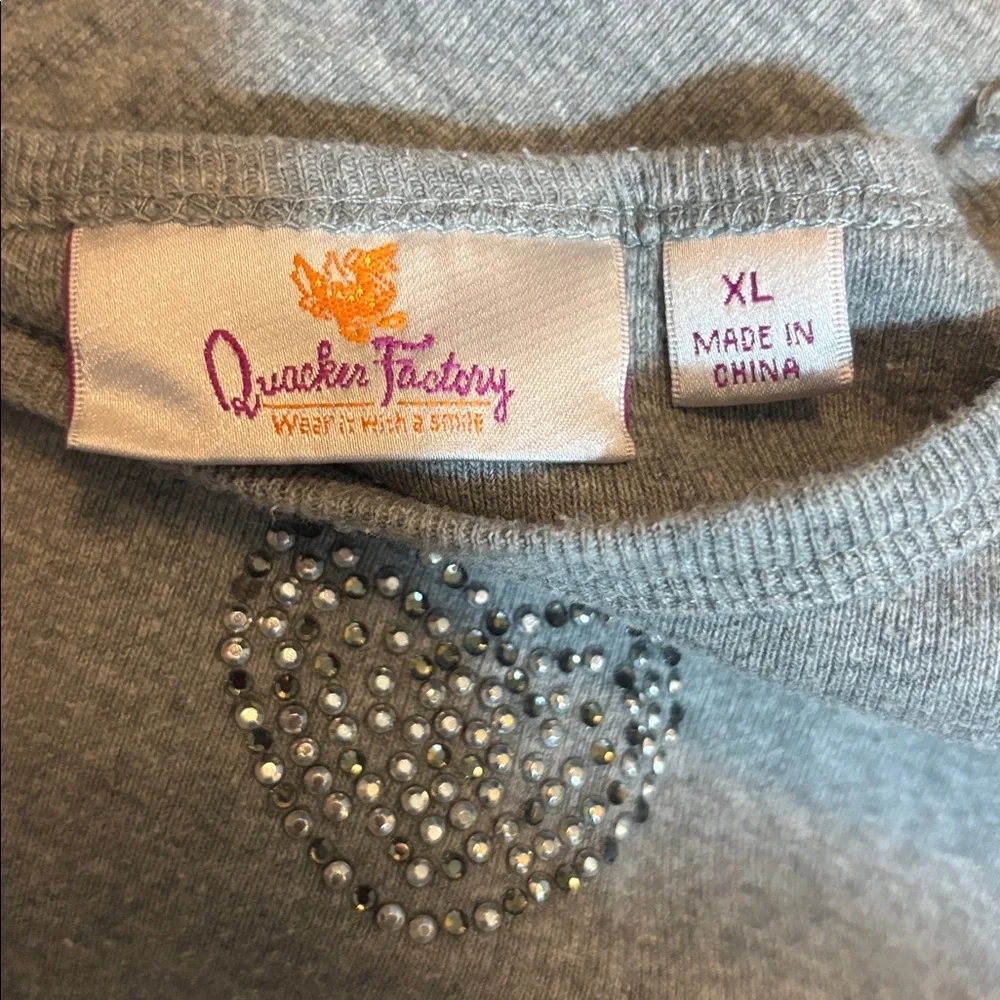 Quacker Factory
Wear it with a smile
XL
MADE IN
CHINA